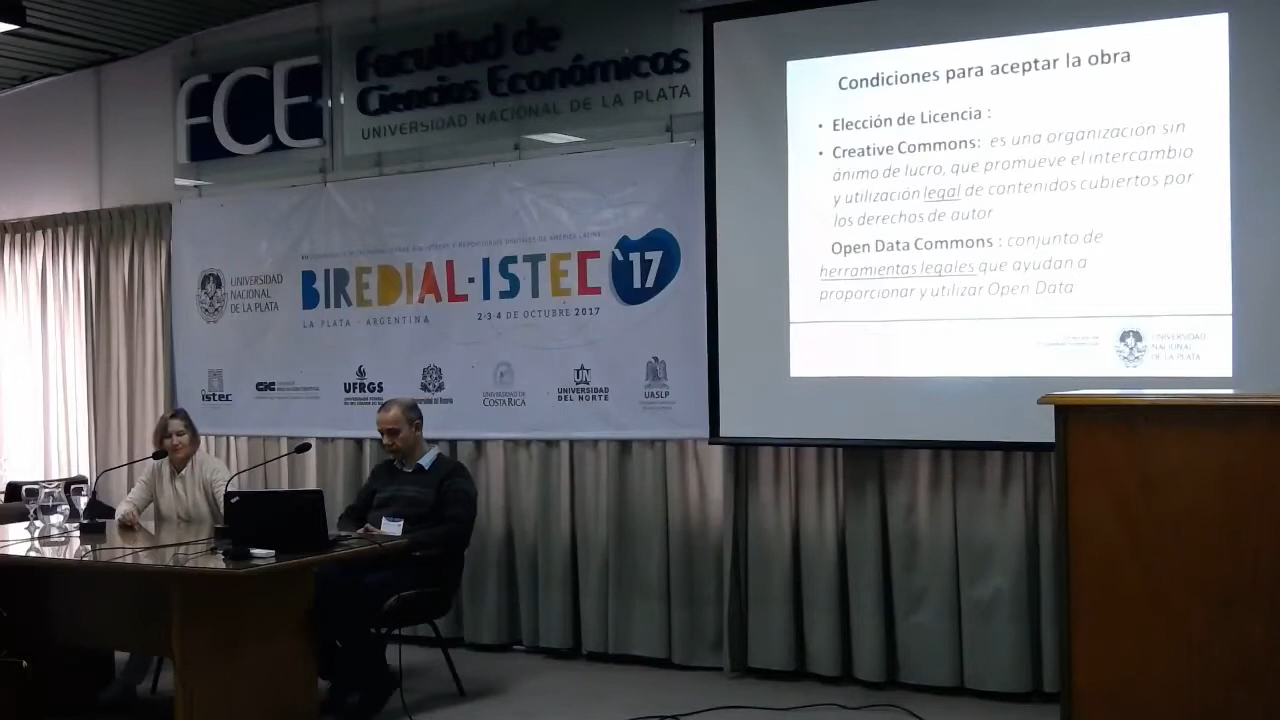 FCE
Facultad de
Ciencias Económicas
UNIVERSIDAD NACIONAL DE LA PLATA
UNIVERSIDAD
NACIONAL
DE LA PLATA
BIREDIAL-ISTEC '17
LA PLATA - ARGENTINA
2·3·4 DE OCTUBRE 2017
istec
CIC
UFRGS
UNIVERSIDAD DE
COSTA RICA
UN
UNIVERSIDAD
DEL NORTE
UASLP
Condiciones para aceptar la obra
• Elección de Licencia :
• Creative Commons: es una organización sin
ánimo de lucro, que promueve el intercambio
y utilización legal de contenidos cubiertos por
los derechos de autor
Open Data Commons : conjunto de
herramientas legales que ayudan a
proporcionar y utilizar Open Data
UNIVERSIDAD
NACIONAL
DE LA PLATA